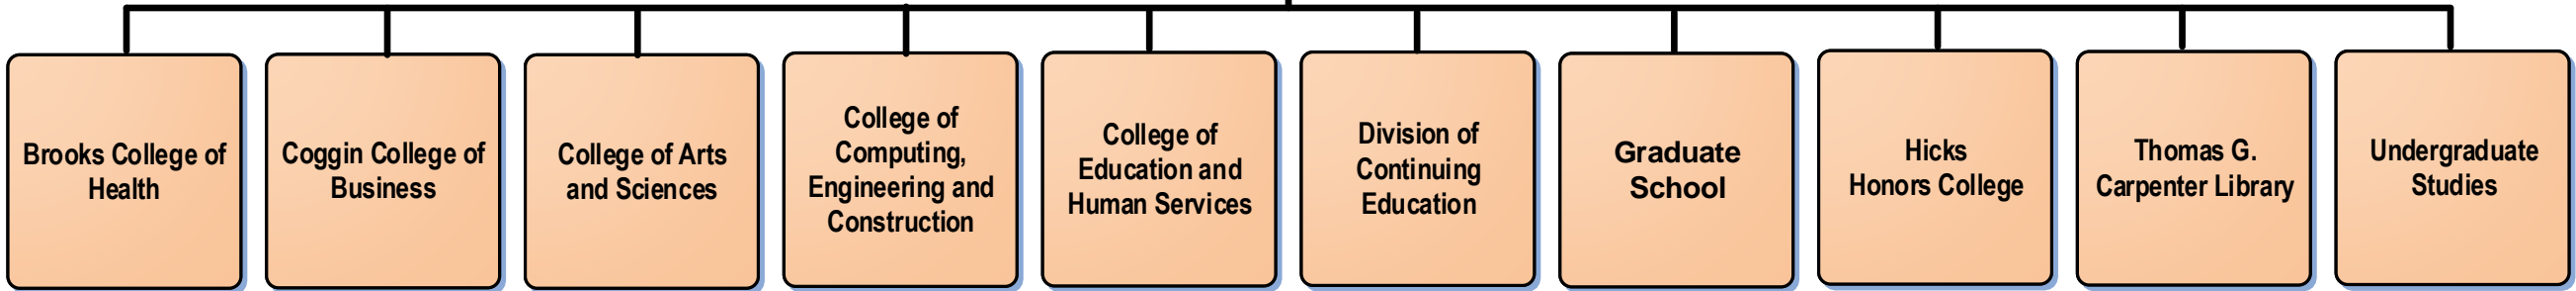 Brooks College of
Health
Coggin College of
Business
College of Arts
and Sciences
College of
Computing,
Engineering and
Construction
College of
Education and
Human Services
Division of
Continuing
Education
Graduate
School
Hicks
Honors College
Thomas G.
Carpenter Library
Undergraduate
Studies